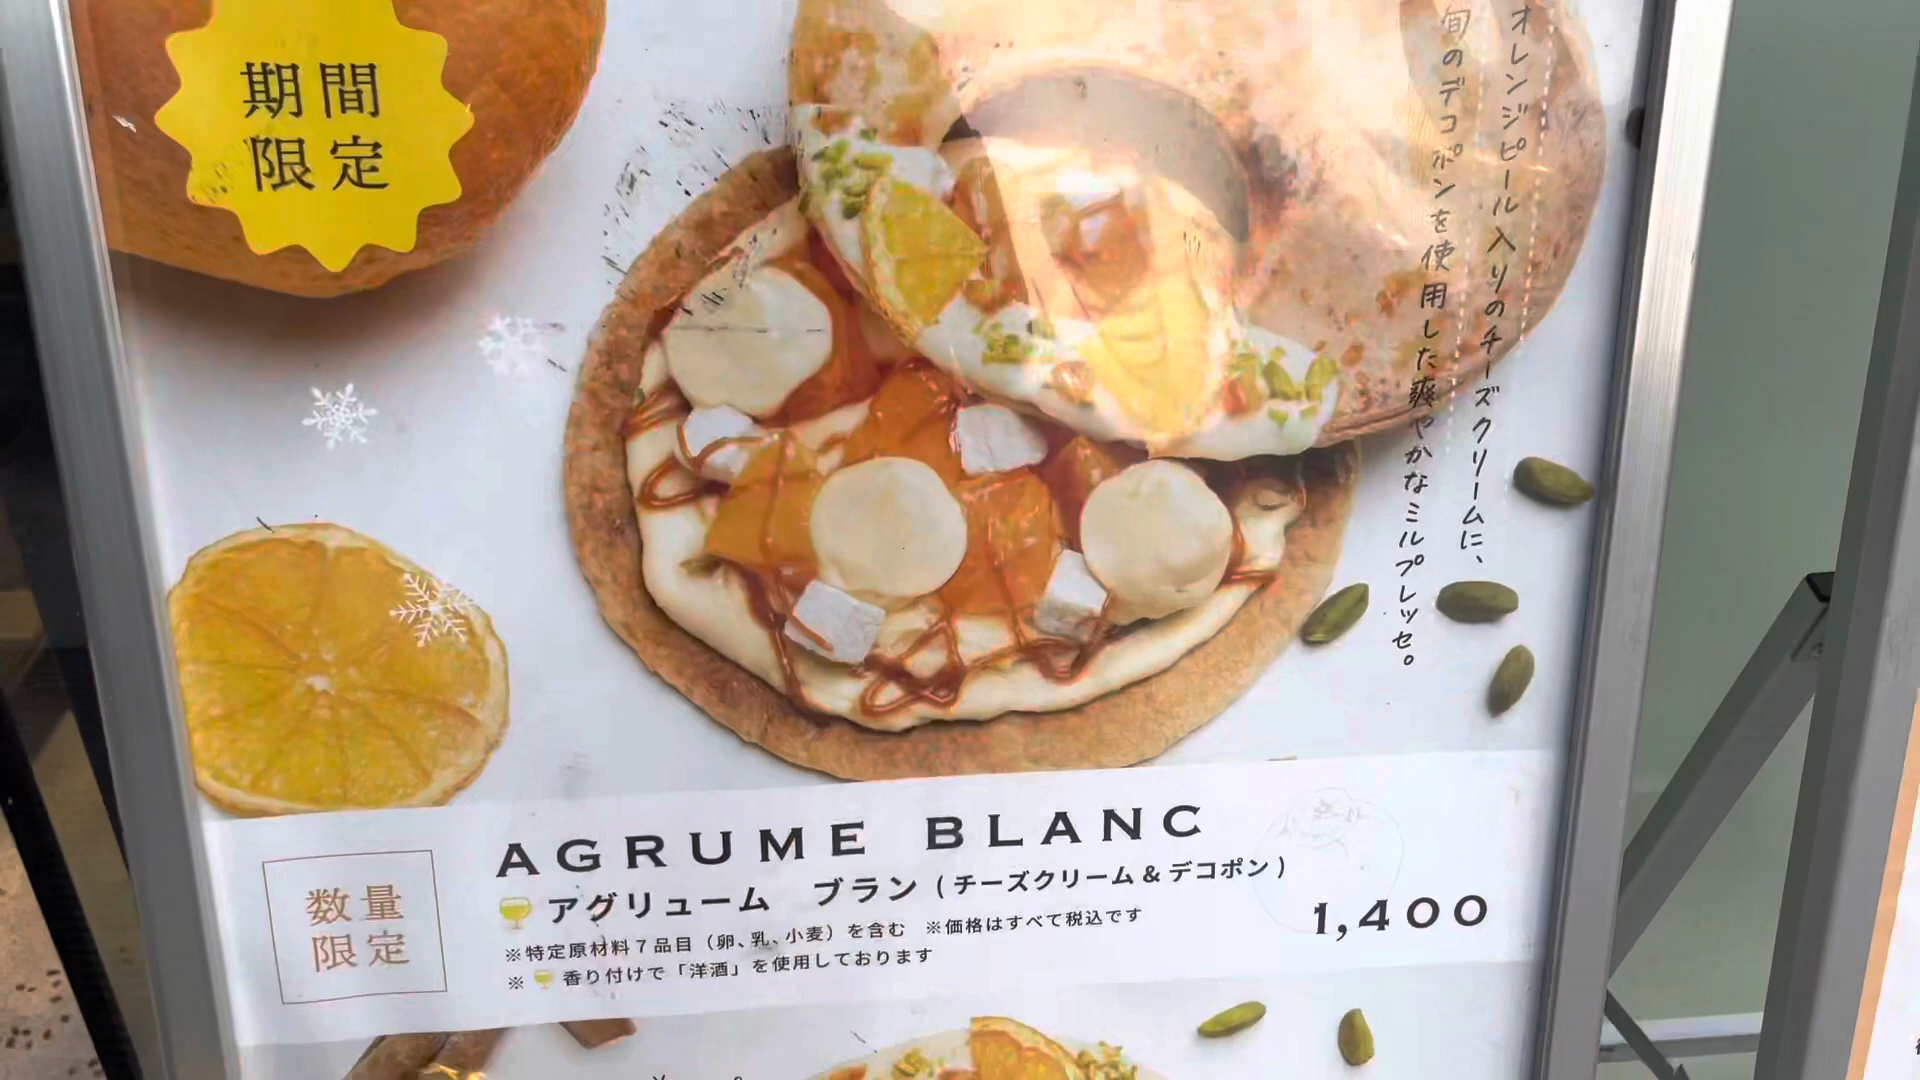 期間
限定
オレンジピール入りのチーズクリームに、
旬のデコポンを使用した爽やかなミルプレッセ。
AGRUME BLANC
アグリューム ブラン (チーズクリーム&デコポン)
数量
限定
1,400
※特定原材料7品目(卵、乳、小麦)を含む ※価格はすべて税込です
※ 香り付けで「洋酒」を使用しております